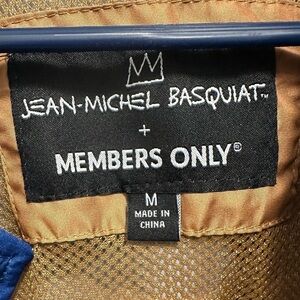 JEAN-MICHEL BASQUIAT™
+
MEMBERS ONLY®
M
MADE IN
CHINA